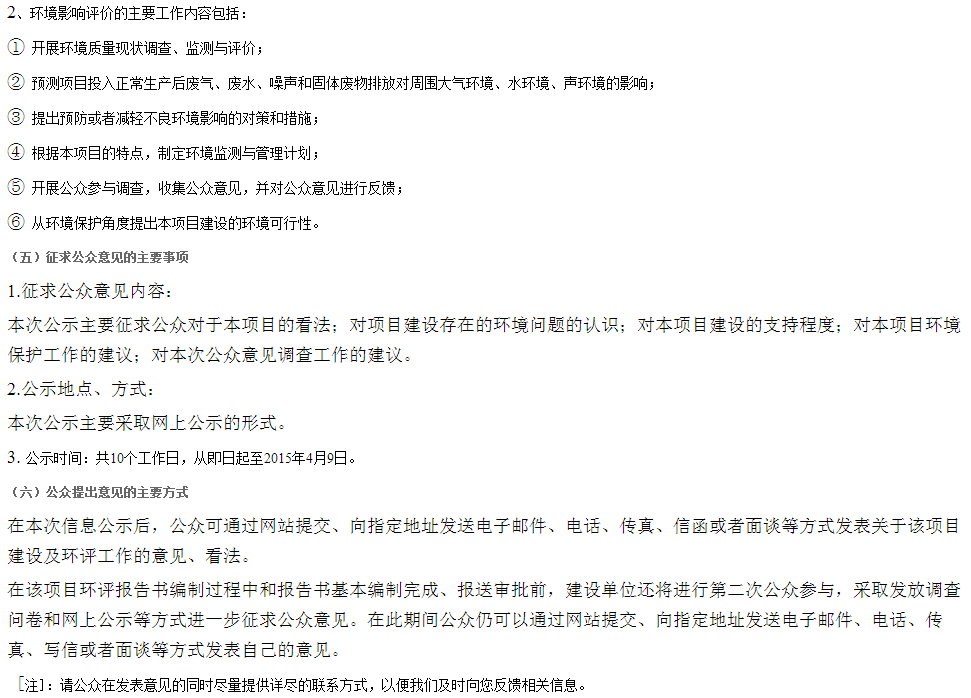 2、环境影响评价的主要工作内容包括：
① 开展环境质量现状调查、监测与评价；
② 预测项目投入正常生产后废气、废水、噪声和固体废物排放对周围大气环境、水环境、声环境的影响；
③ 提出预防或者减轻不良环境影响的对策和措施；
④ 根据本项目的特点，制定环境监测与管理计划；
⑤ 开展公众参与调查，收集公众意见，并对公众意见进行反馈；
⑥ 从环境保护角度提出本项目建设的环境可行性。
（五）征求公众意见的主要事项
1.征求公众意见内容：
本次公示主要征求公众对于本项目的看法；对项目建设存在的环境问题的认识；对本项目建设的支持程度；对本项目环境
保护工作的建议；对本次公众意见调查工作的建议。
2.公示地点、方式：
本次公示主要采取网上公示的形式。
3. 公示时间：共10个工作日，从即日起至2015年4月9日。
（六）公众提出意见的主要方式
在本次信息公示后，公众可通过网站提交、向指定地址发送电子邮件、电话、传真、信函或者面谈等方式发表关于该项目
建设及环评工作的意见、看法。
在该项目环评报告书编制过程中和报告书基本编制完成、报送审批前，建设单位还将进行第二次公众参与，采取发放调查
问卷和网上公示等方式进一步征求公众意见。在此期间公众仍可以通过网站提交、向指定地址发送电子邮件、电话、传
真、写信或者面谈等方式发表自己的意见。
［注］：请公众在发表意见的同时尽量提供详尽的联系方式，以便我们及时向您反馈相关信息。